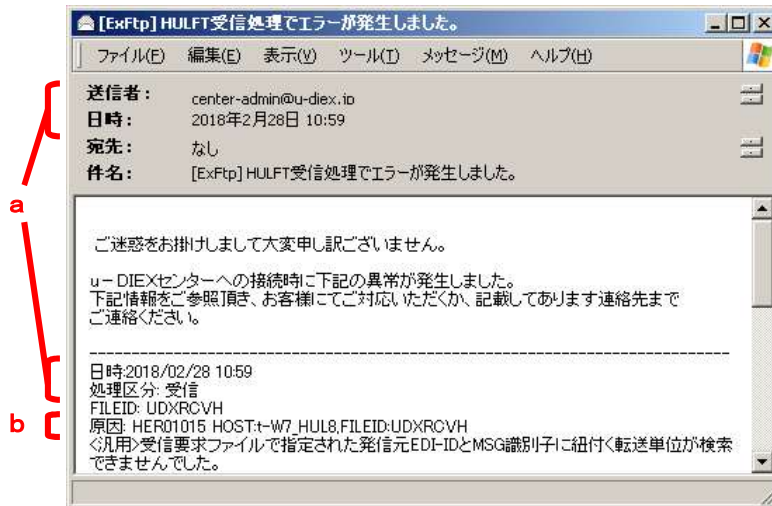 [ExFtp] HULFT受信処理でエラーが発生しました。
ファイル(F) 編集(E) 表示(V) ツール(T) メッセージ(M) ヘルプ(H)
送信者: center-admin@u-diex.jp
日時: 2018年2月28日 10:59
宛先: なし
件名: [ExFtp] HULFT受信処理でエラーが発生しました。
a
ご迷惑をお掛けしまして大変申し訳ございません。
u-DIEXセンターへの接続時に下記の異常が発生しました。
下記情報をご参照頂き、お客様にてご対応いただくか、記載してあります連絡先まで
ご連絡ください。
--------------------------------------------------------------------------------
日時:2018/02/28 10:59
処理区分: 受信
FILEID: UDXRCVH
b
原因: HER01015 HOST:t-W7_HUL8,FILEID:UDXRCVH
<汎用>受信要求ファイルで指定された発信元EDI-IDとMSG識別子に紐付く転送単位が検索
できませんでした。